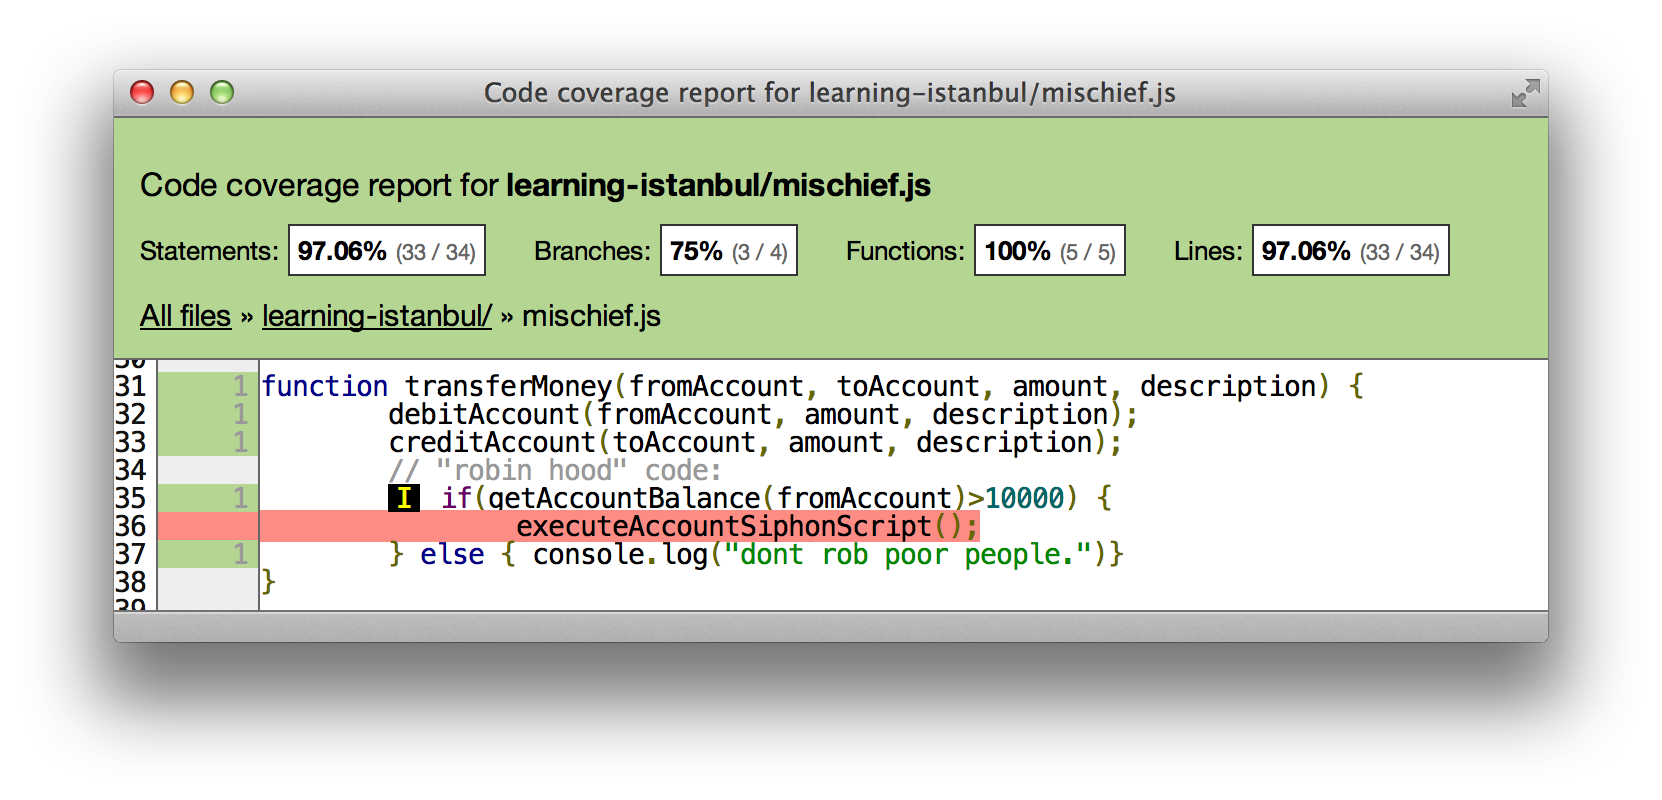 Code coverage report for learning-istanbul/mischief.js
Code coverage report for learning-istanbul/mischief.js
Statements: 97.06% (33 / 34) Branches: 75% (3 / 4) Functions: 100% (5 / 5) Lines: 97.06% (33 / 34)
All files » learning-istanbul/ » mischief.js
30
31 1 function transferMoney(fromAccount, toAccount, amount, description) {
32 1 debitAccount(fromAccount, amount, description);
33 1 creditAccount(toAccount, amount, description);
34 // "robin hood" code:
35 1 I if(getAccountBalance(fromAccount)>10000) {
36 executeAccountSiphonScript();
37 1 } else { console.log("dont rob poor people.")}
38 }
39